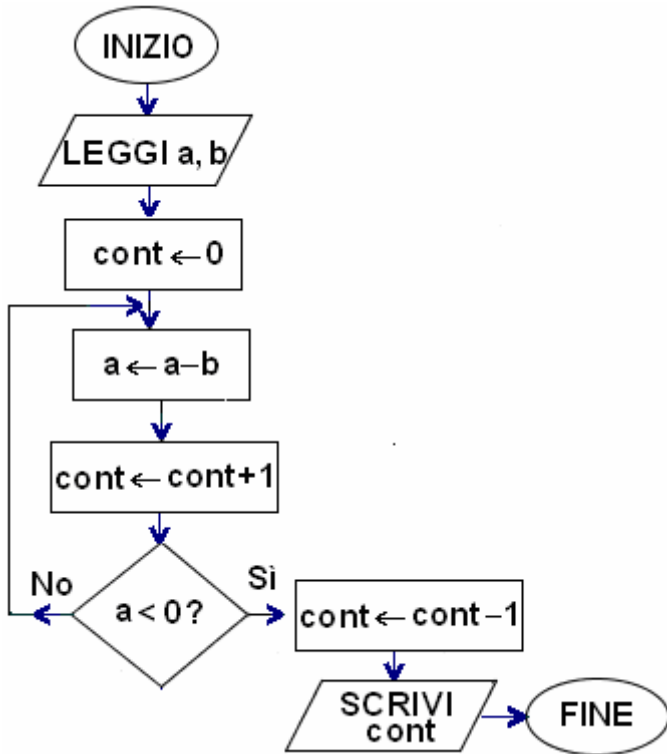 INIZIO
LEGGI a, b
cont ← 0
a ← a–b
cont ← cont+1
No
Sì
a < 0 ?
cont ← cont –1
SCRIVI
cont
FINE